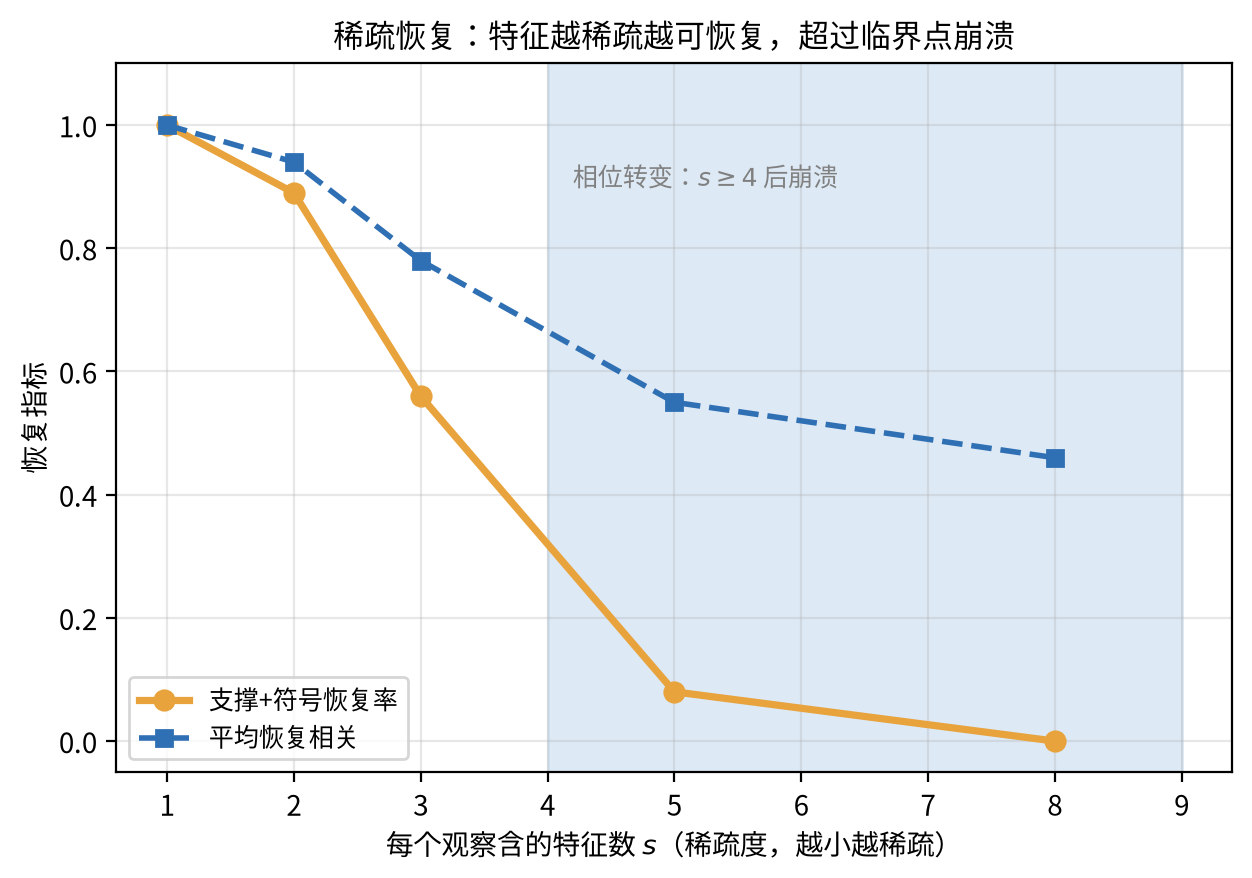 稀疏恢复：特征越稀疏越可恢复，超过临界点崩溃
1.0
0.8
0.6
0.4
0.2
0.0
恢复指标
相位转变：s ≥ 4 后崩溃
支撑+符号恢复率
平均恢复相关
1 2 3 4 5 6 7 8 9
每个观察含的特征数 s（稀疏度，越小越稀疏）